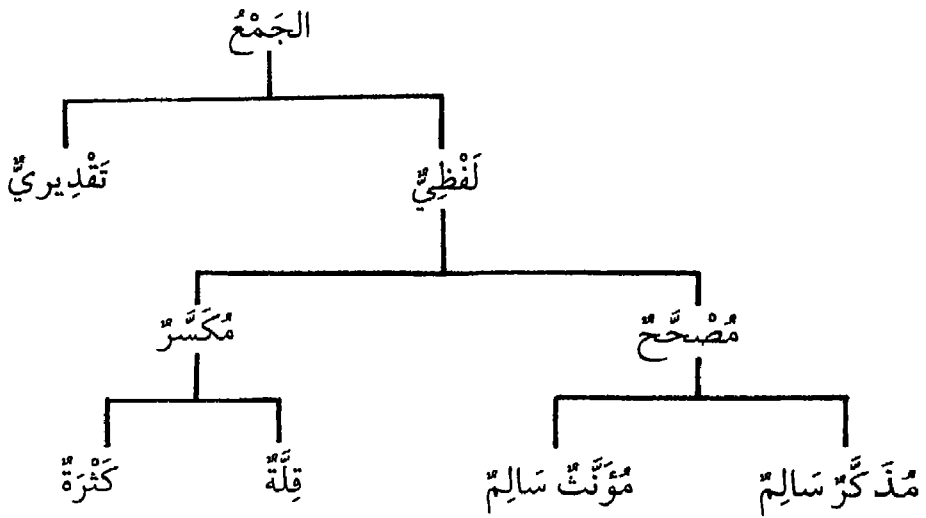 الجَمْعُ
لَفْظِيٌّ تَقْدِيرِيٌّ
مُصْحَّحٌ مُكَسَّرٌ
مُذَكَّرٌ سَالِمٌ مُؤَنَّثٌ سَالِمٌ قِلَّةٌ كَثْرَةٌ